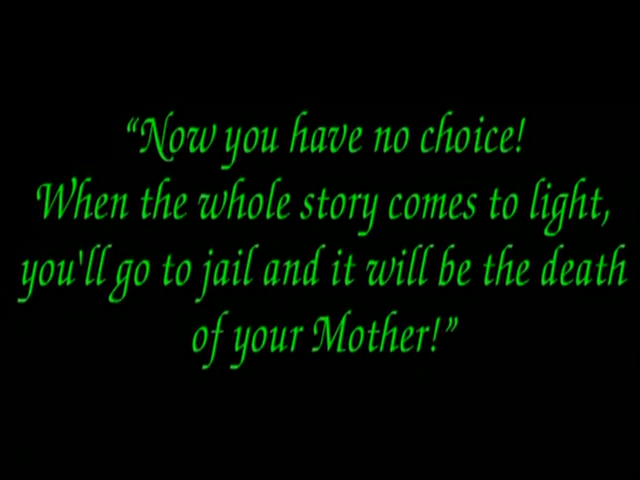 “Now you have no choice!
When the whole story comes to light,
you'll go to jail and it will be the death
of your Mother!”